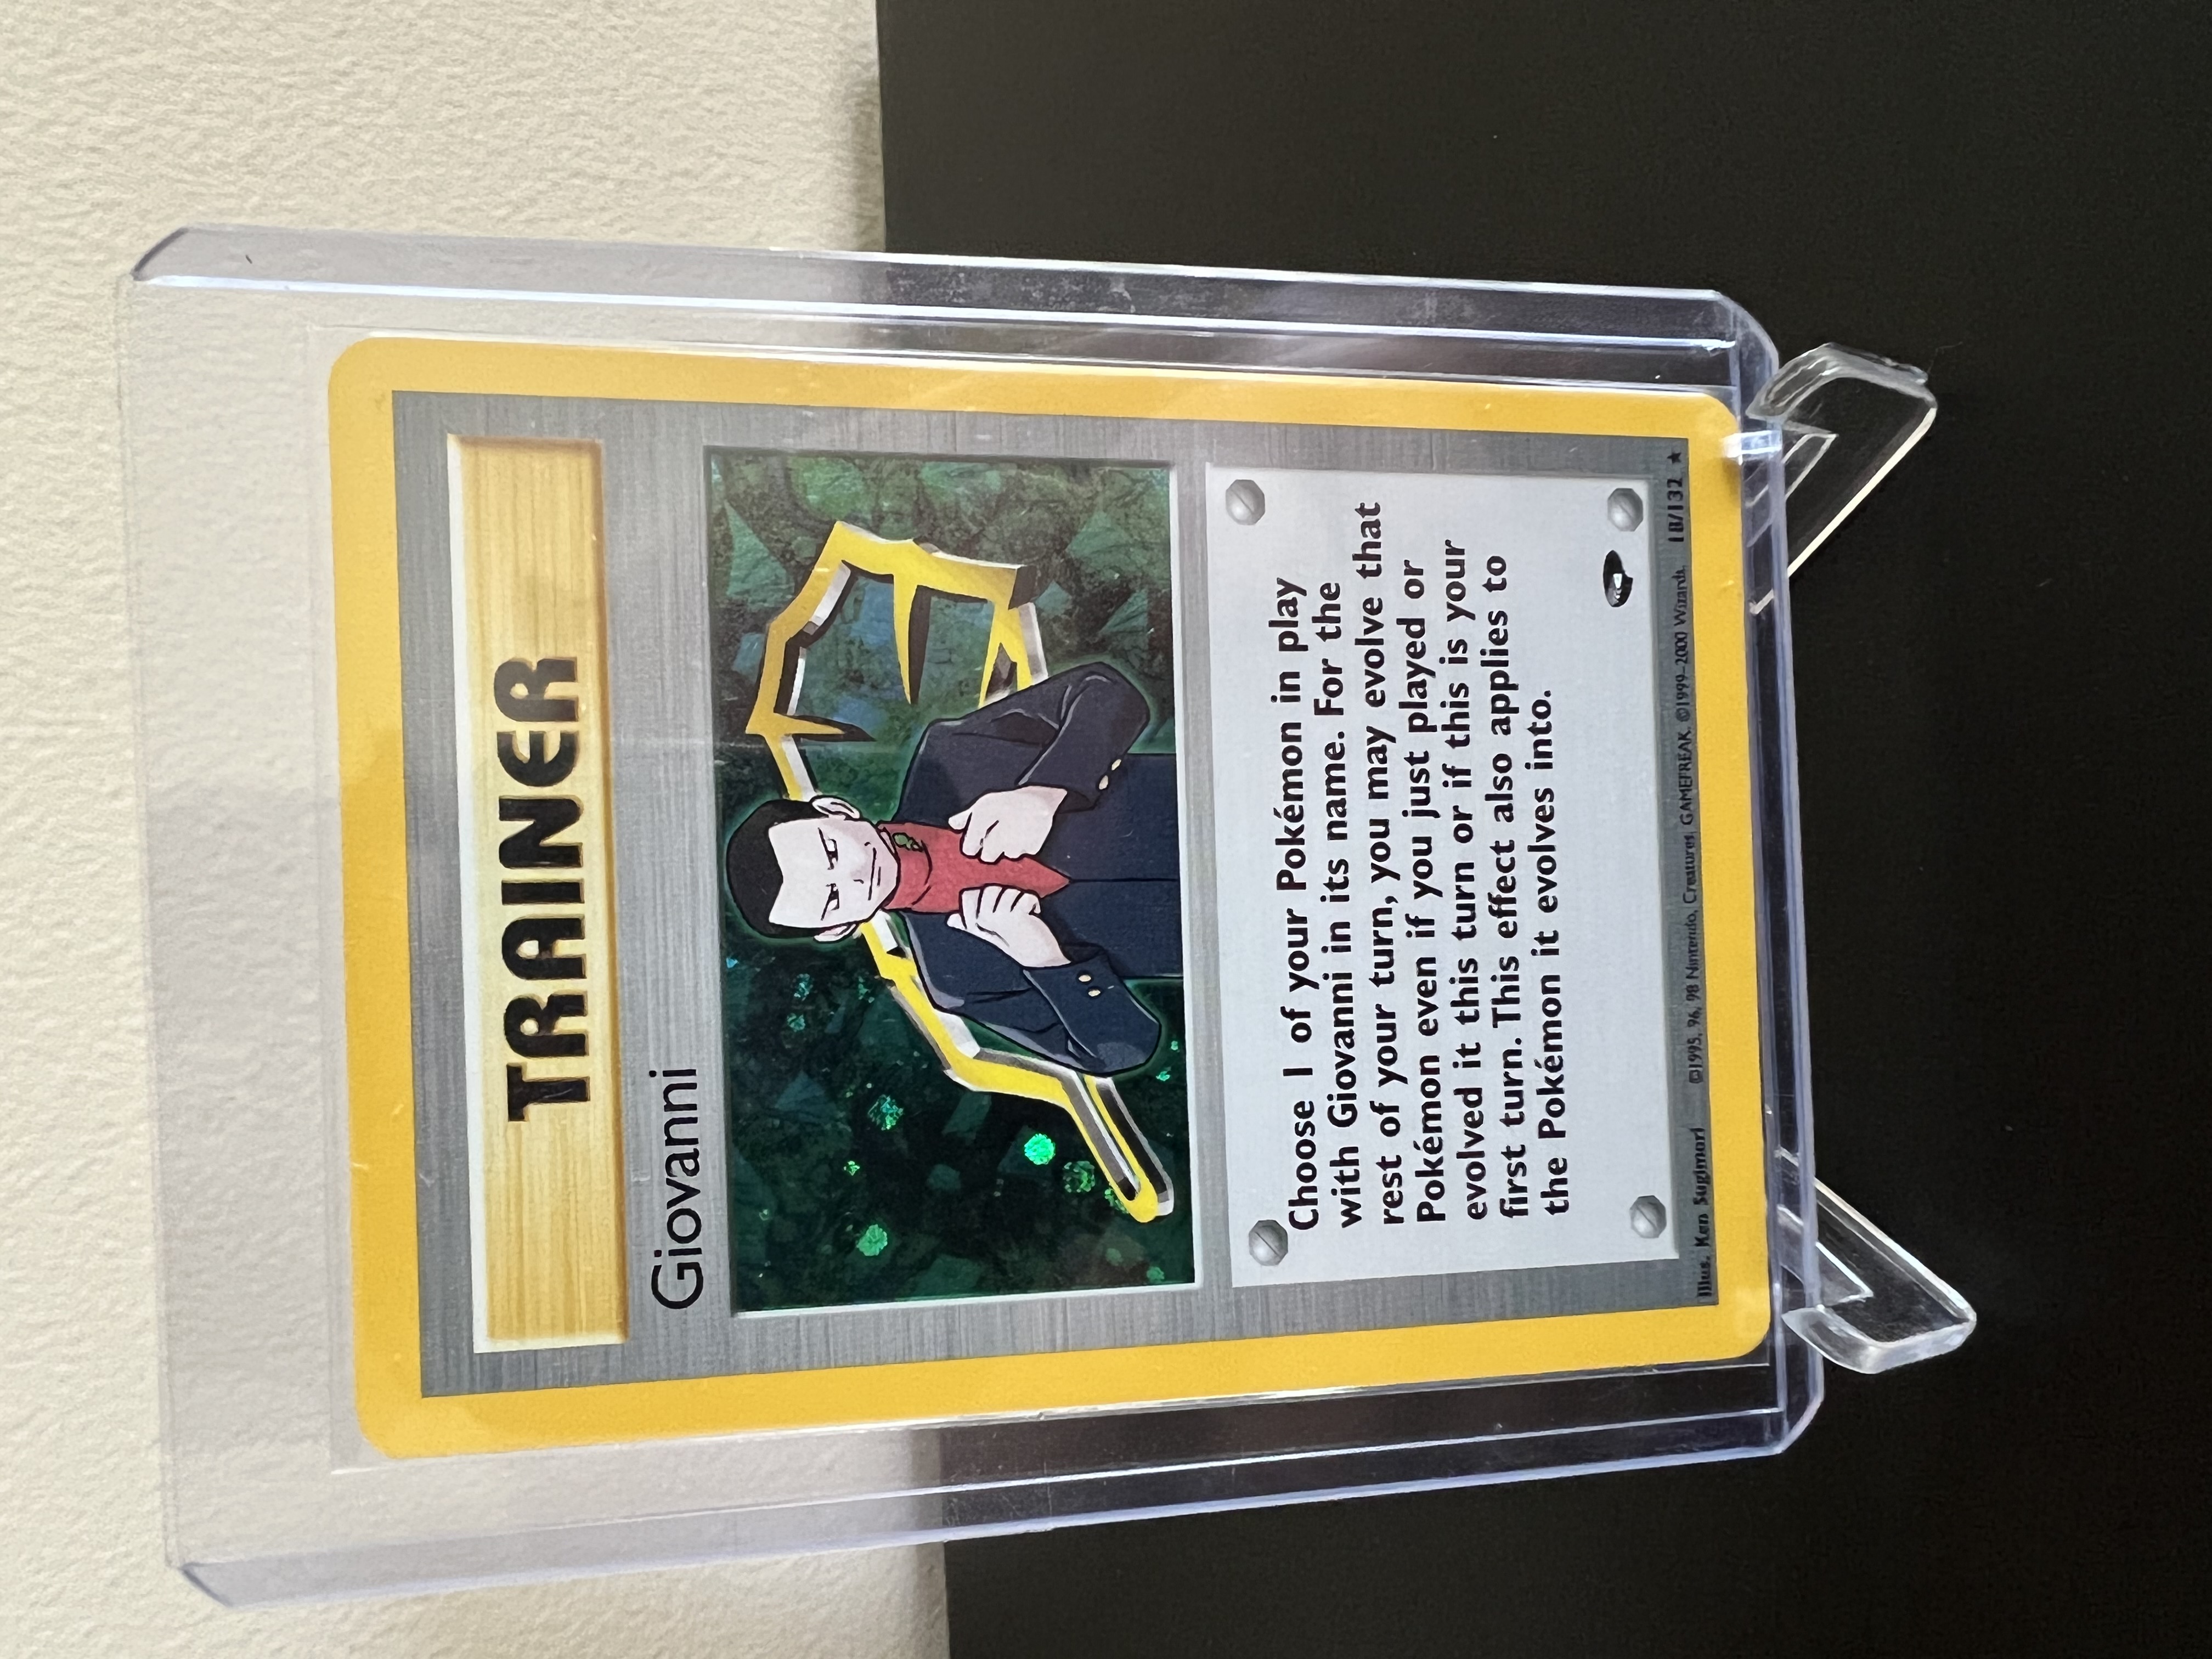 TRAINER
Giovanni
Choose 1 of your Pokémon in play
with Giovanni in its name. For the
rest of your turn, you may evolve that
Pokémon even if you just played or
evolved it this turn or if this is your
first turn. This effect also applies to
the Pokémon it evolves into.
Illus. Ken Sugimori ©1995, 96, 98 Nintendo, Creatures, GAMEFREAK. ©1999–2000 Wizards. 18/132 ★